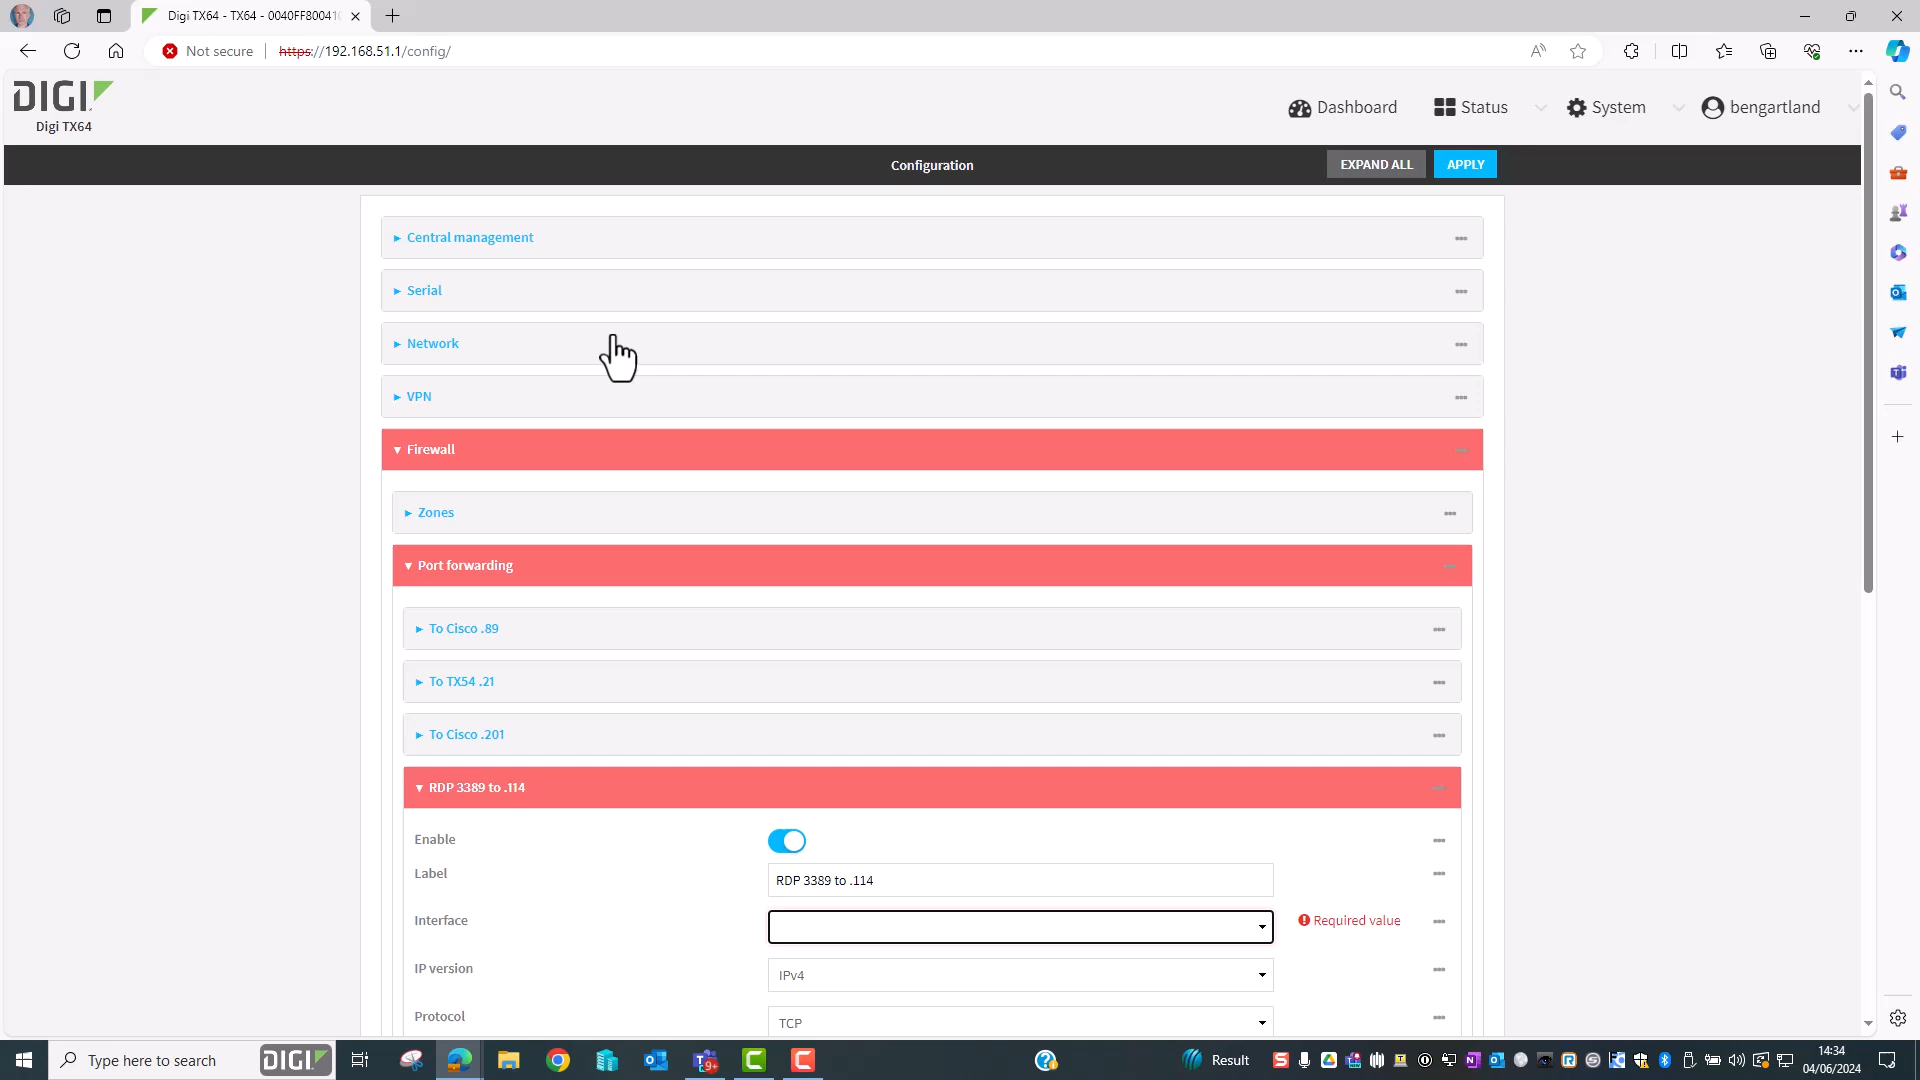 Digi TX64 - TX64 - 0040FF80041
Not secure
https://192.168.51.1/config/
DIGI
Digi TX64
Dashboard
Status
System
bengartland
Configuration
EXPAND ALL
APPLY
Central management
Serial
Network
VPN
Firewall
Zones
Port forwarding
To Cisco .89
To TX54 .21
To Cisco .201
RDP 3389 to .114
Enable
Label
RDP 3389 to .114
Interface
Required value
IP version
IPv4
Protocol
TCP
Type here to search
DIGI
9+
Result
14:34
04/06/2024